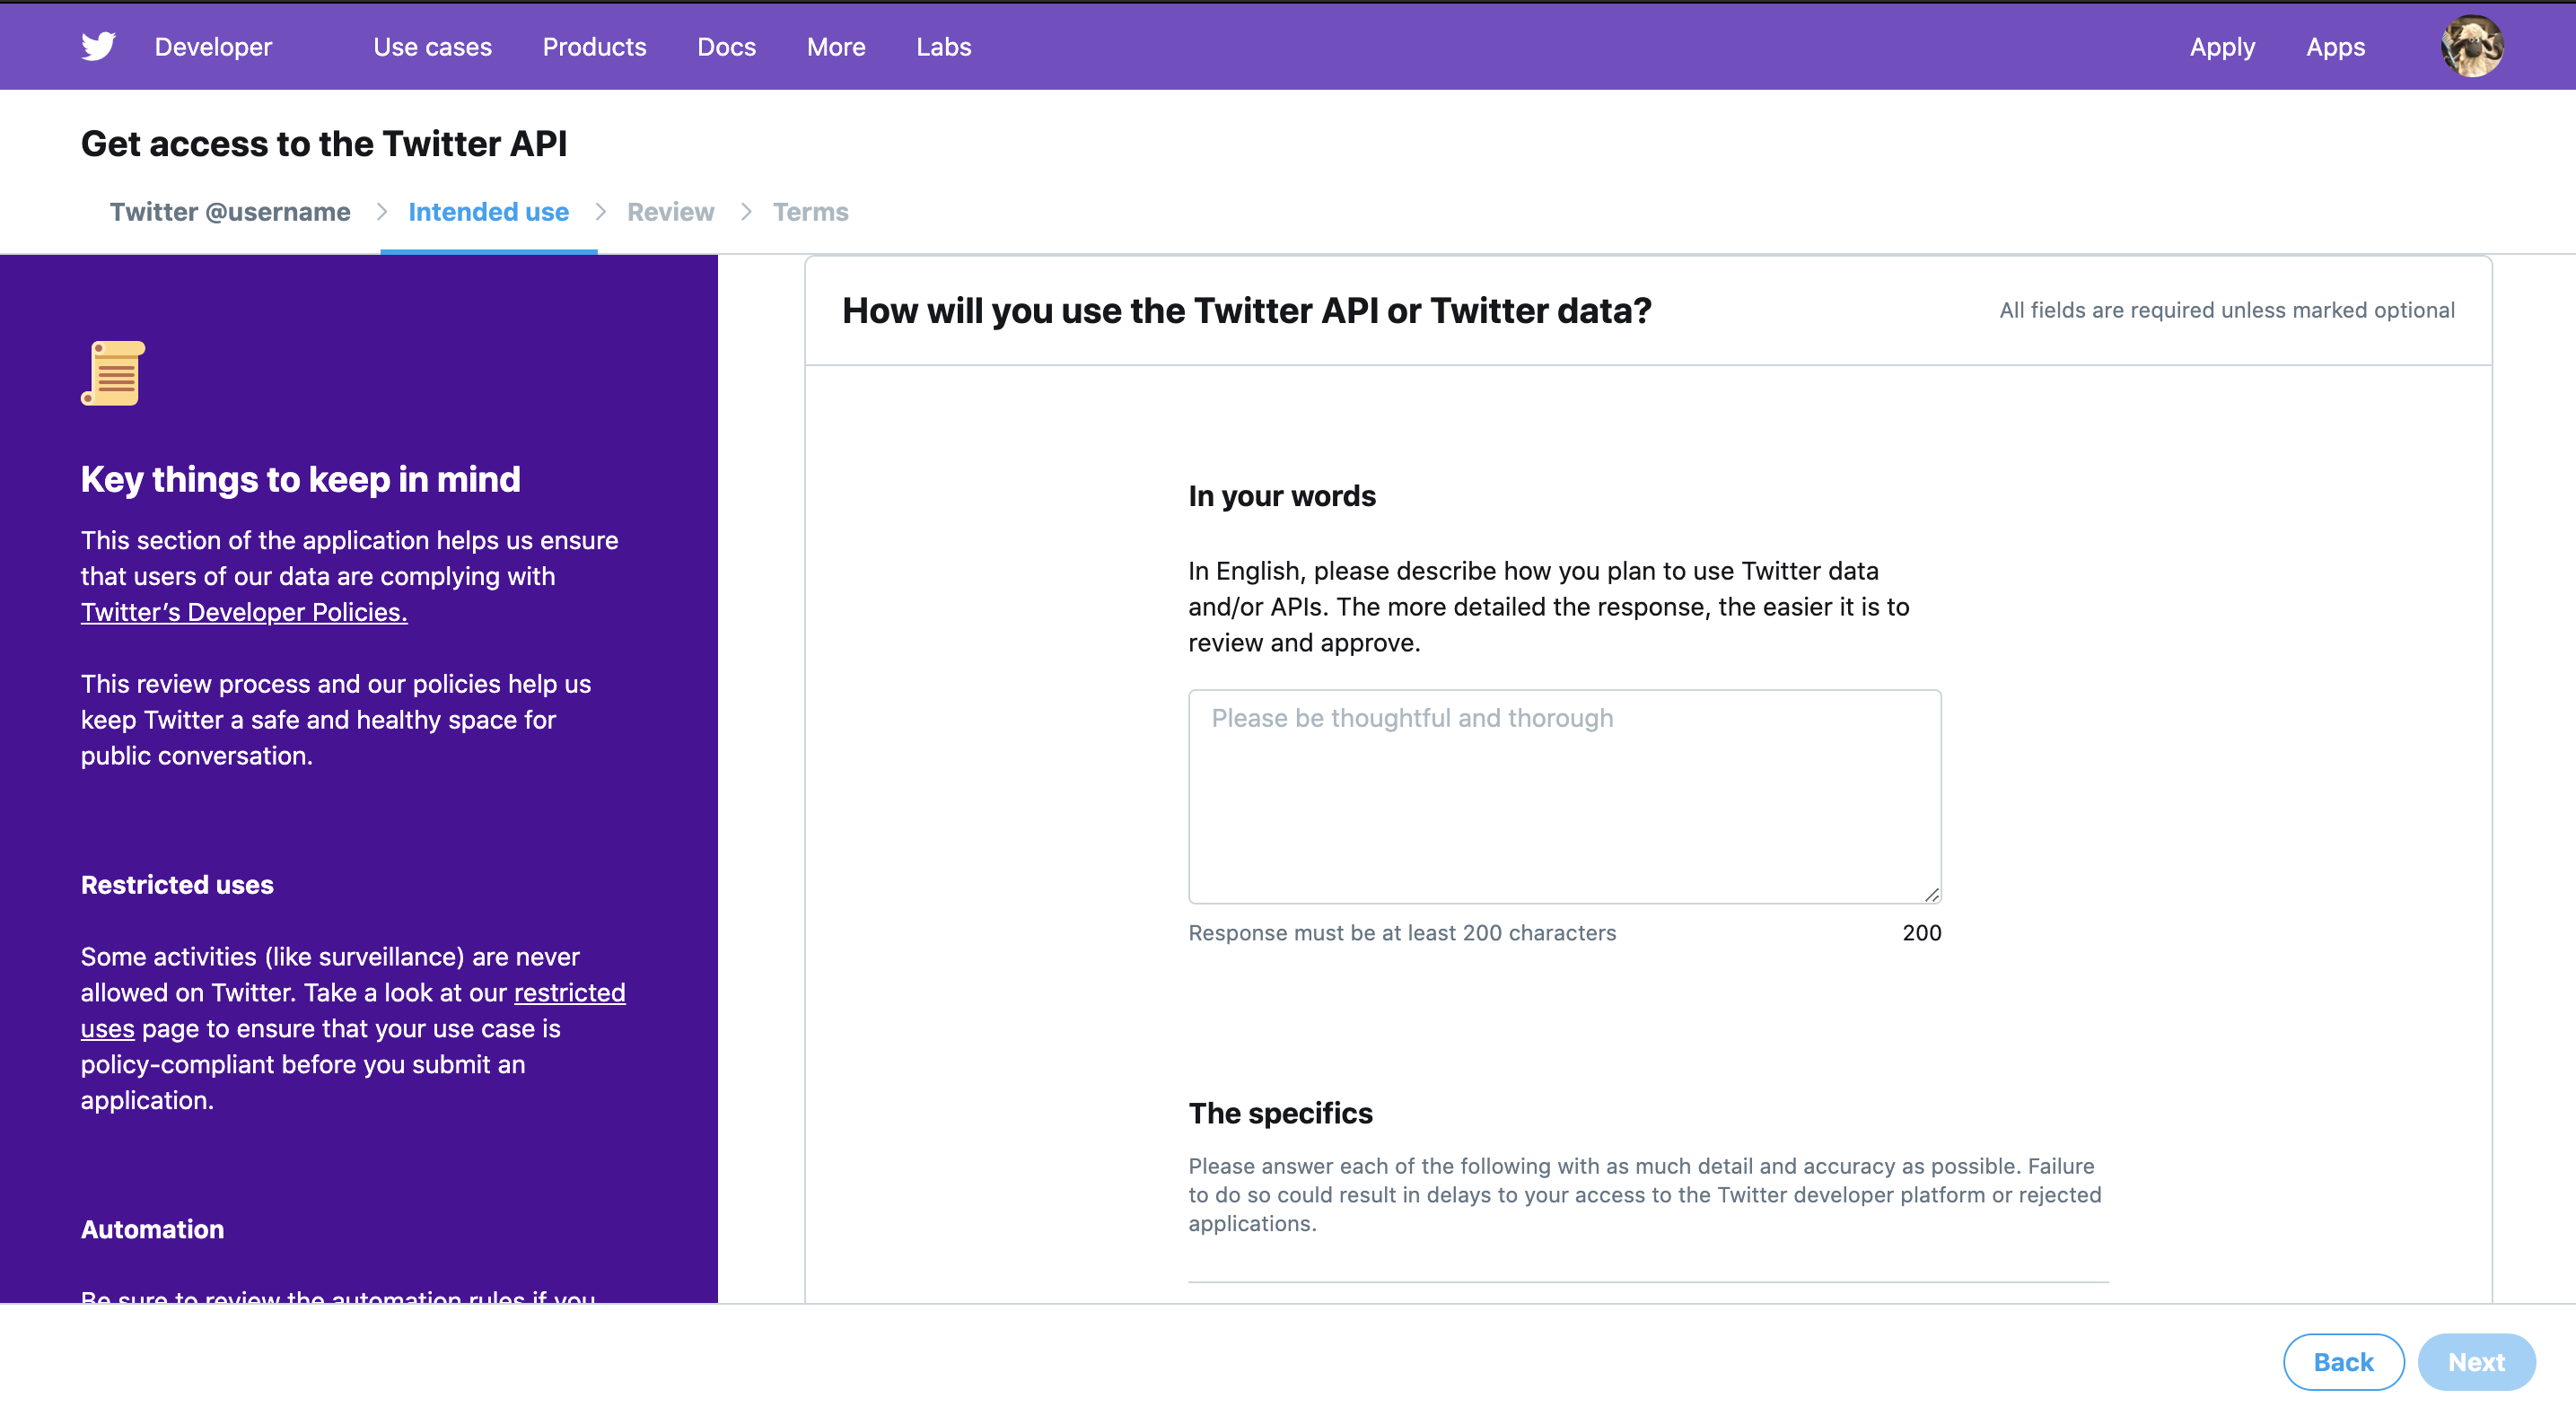 Developer
Use cases
Products
Docs
More
Labs
Apply
Apps
Get access to the Twitter API
Twitter @username
Intended use
Review
Terms
Key things to keep in mind
This section of the application helps us ensure
that users of our data are complying with
Twitter’s Developer Policies.
This review process and our policies help us
keep Twitter a safe and healthy space for
public conversation.
Restricted uses
Some activities (like surveillance) are never
allowed on Twitter. Take a look at our restricted
uses page to ensure that your use case is
policy-compliant before you submit an
application.
Automation
Be sure to review the automation rules if you
How will you use the Twitter API or Twitter data?
All fields are required unless marked optional
In your words
In English, please describe how you plan to use Twitter data
and/or APIs. The more detailed the response, the easier it is to
review and approve.
Please be thoughtful and thorough
Response must be at least 200 characters
200
The specifics
Please answer each of the following with as much detail and accuracy as possible. Failure
to do so could result in delays to your access to the Twitter developer platform or rejected
applications.
Back
Next